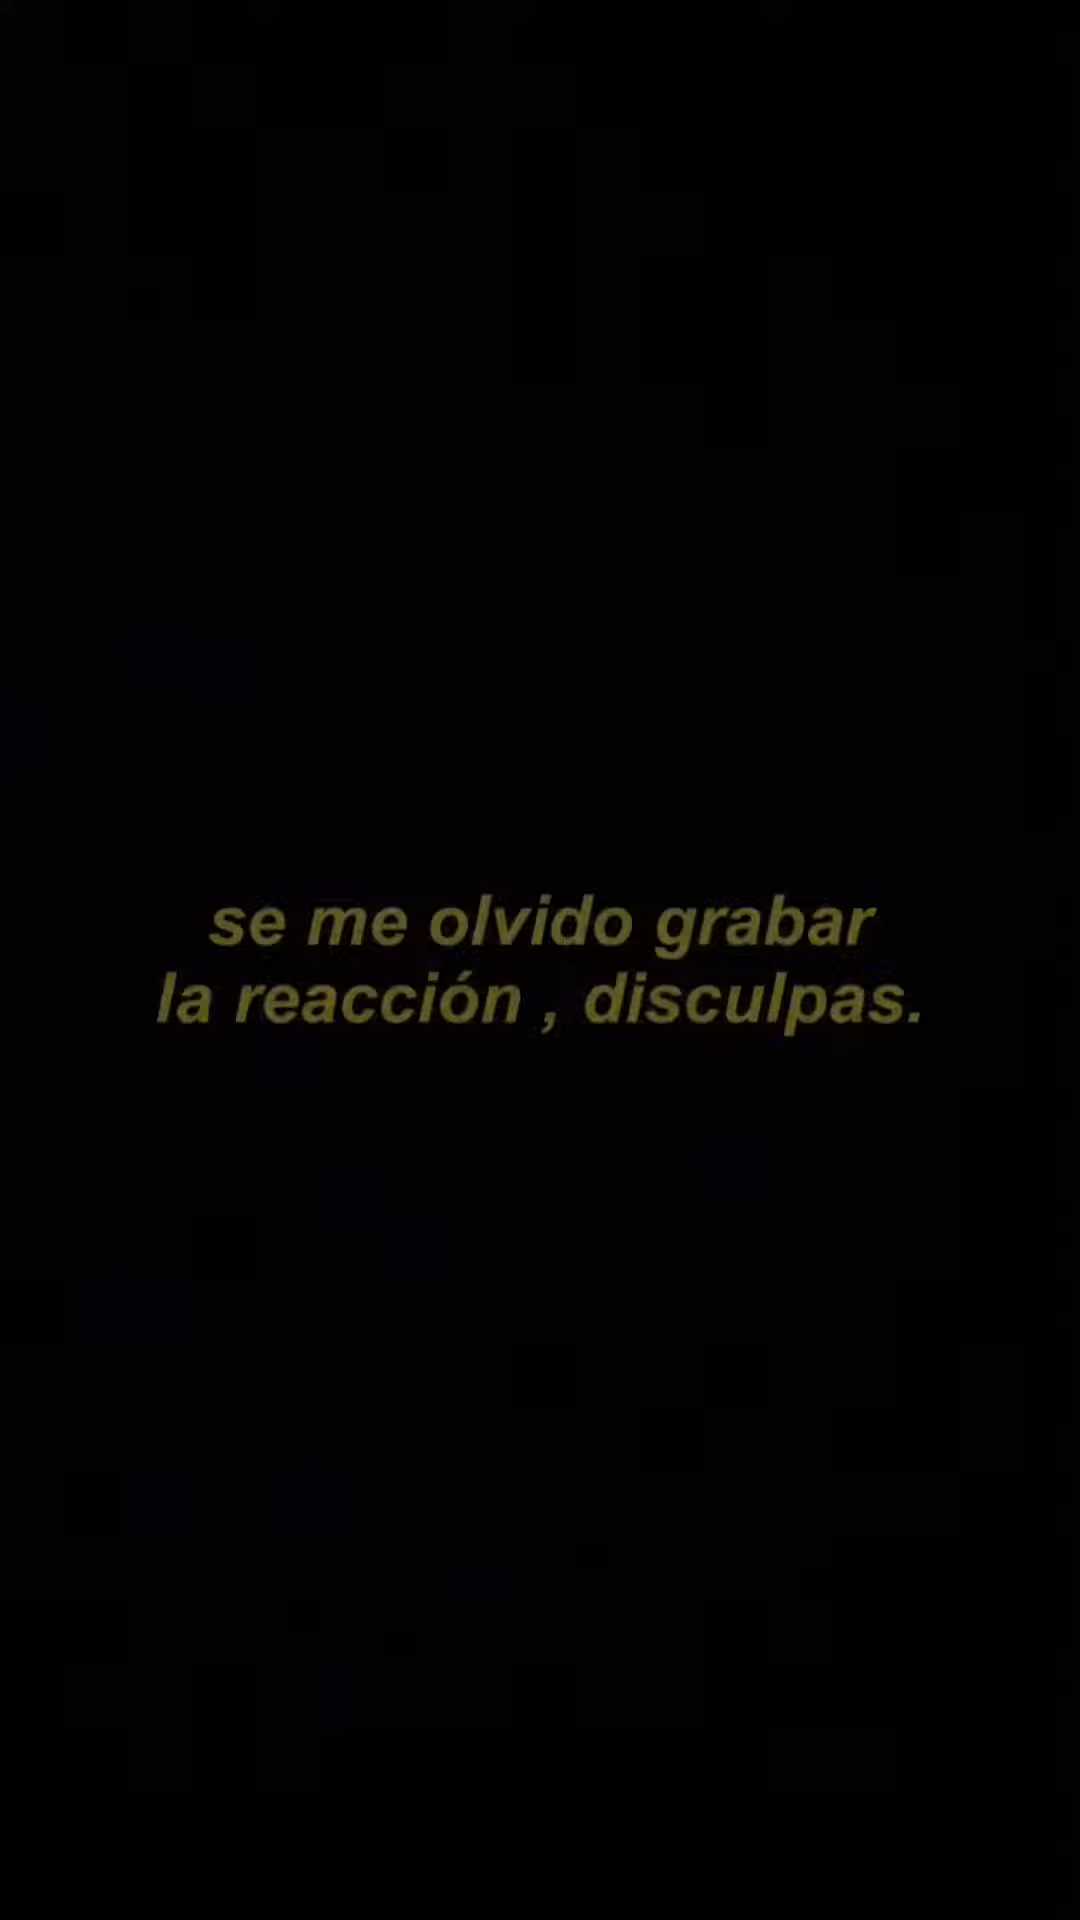 se me olvido grabar
la reacción , disculpas.